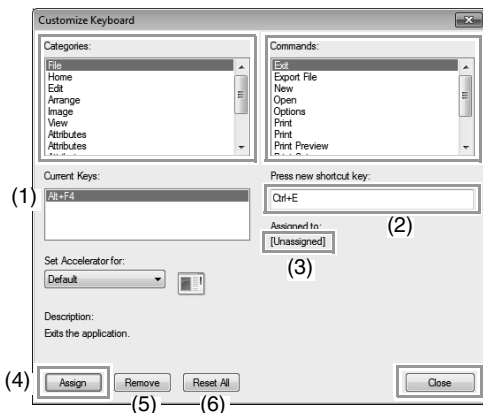 Customize Keyboard
Categories:
File
Home
Edit
Arrange
Image
View
Attributes
Attributes
Commands:
Exit
Export File
New
Open
Options
Print
Print
Print Preview
Current Keys:
(1)
Alt+F4
Press new shortcut key:
Ctrl+E
(2)
Assigned to:
[Unassigned]
(3)
Set Accelerator for:
Default
Description:
Exits the application.
(4)
Assign
Remove
Reset All
Close
(5)
(6)